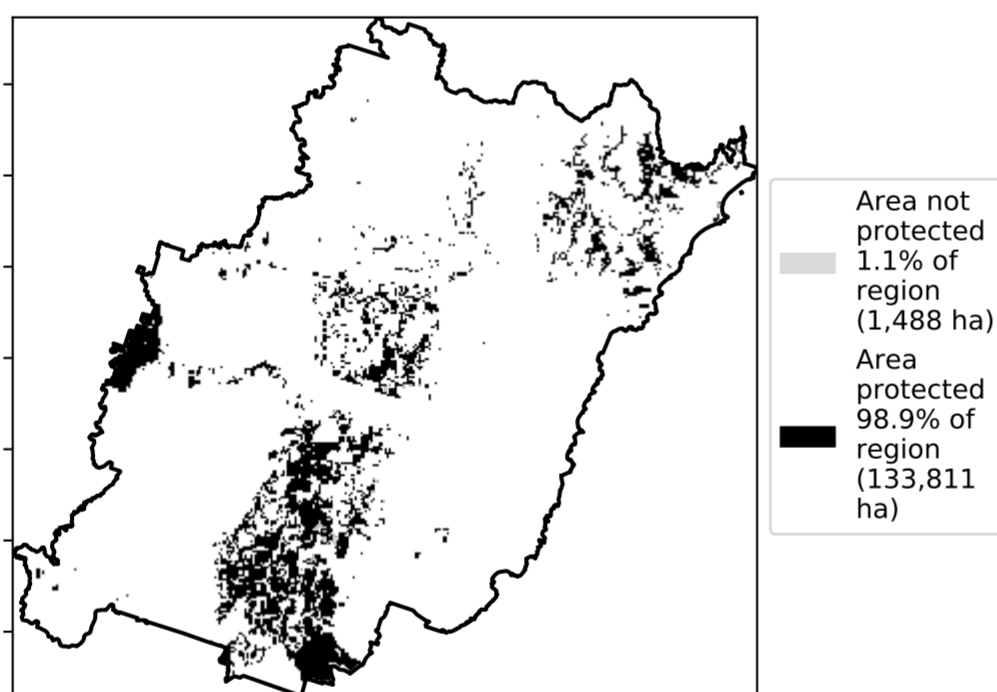 Area not
protected
1.1% of
region
(1,488 ha)
Area
protected
98.9% of
region
(133,811
ha)